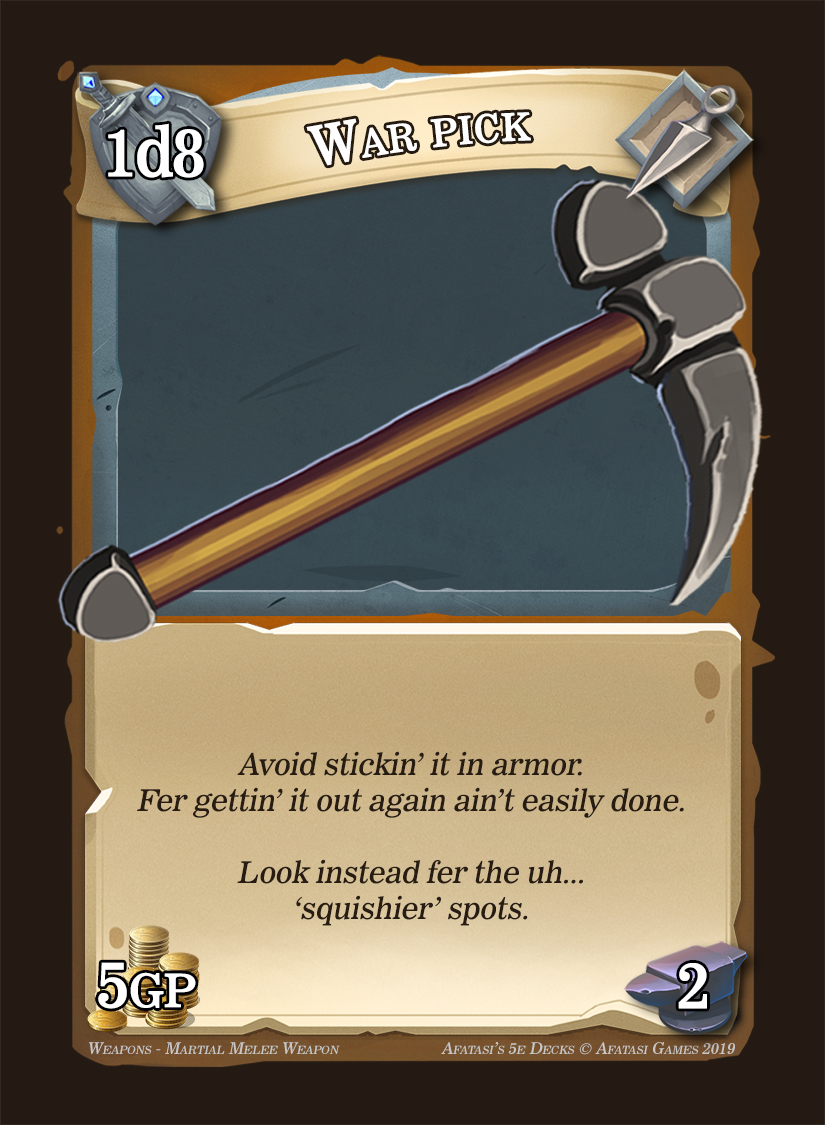 1d8
War pick
Avoid stickin’ it in armor.
Fer gettin’ it out again ain’t easily done.
Look instead fer the uh...
‘squishier’ spots.
5GP
2
Weapons - Martial Melee Weapon
Afatasi's 5e Decks © Afatasi Games 2019